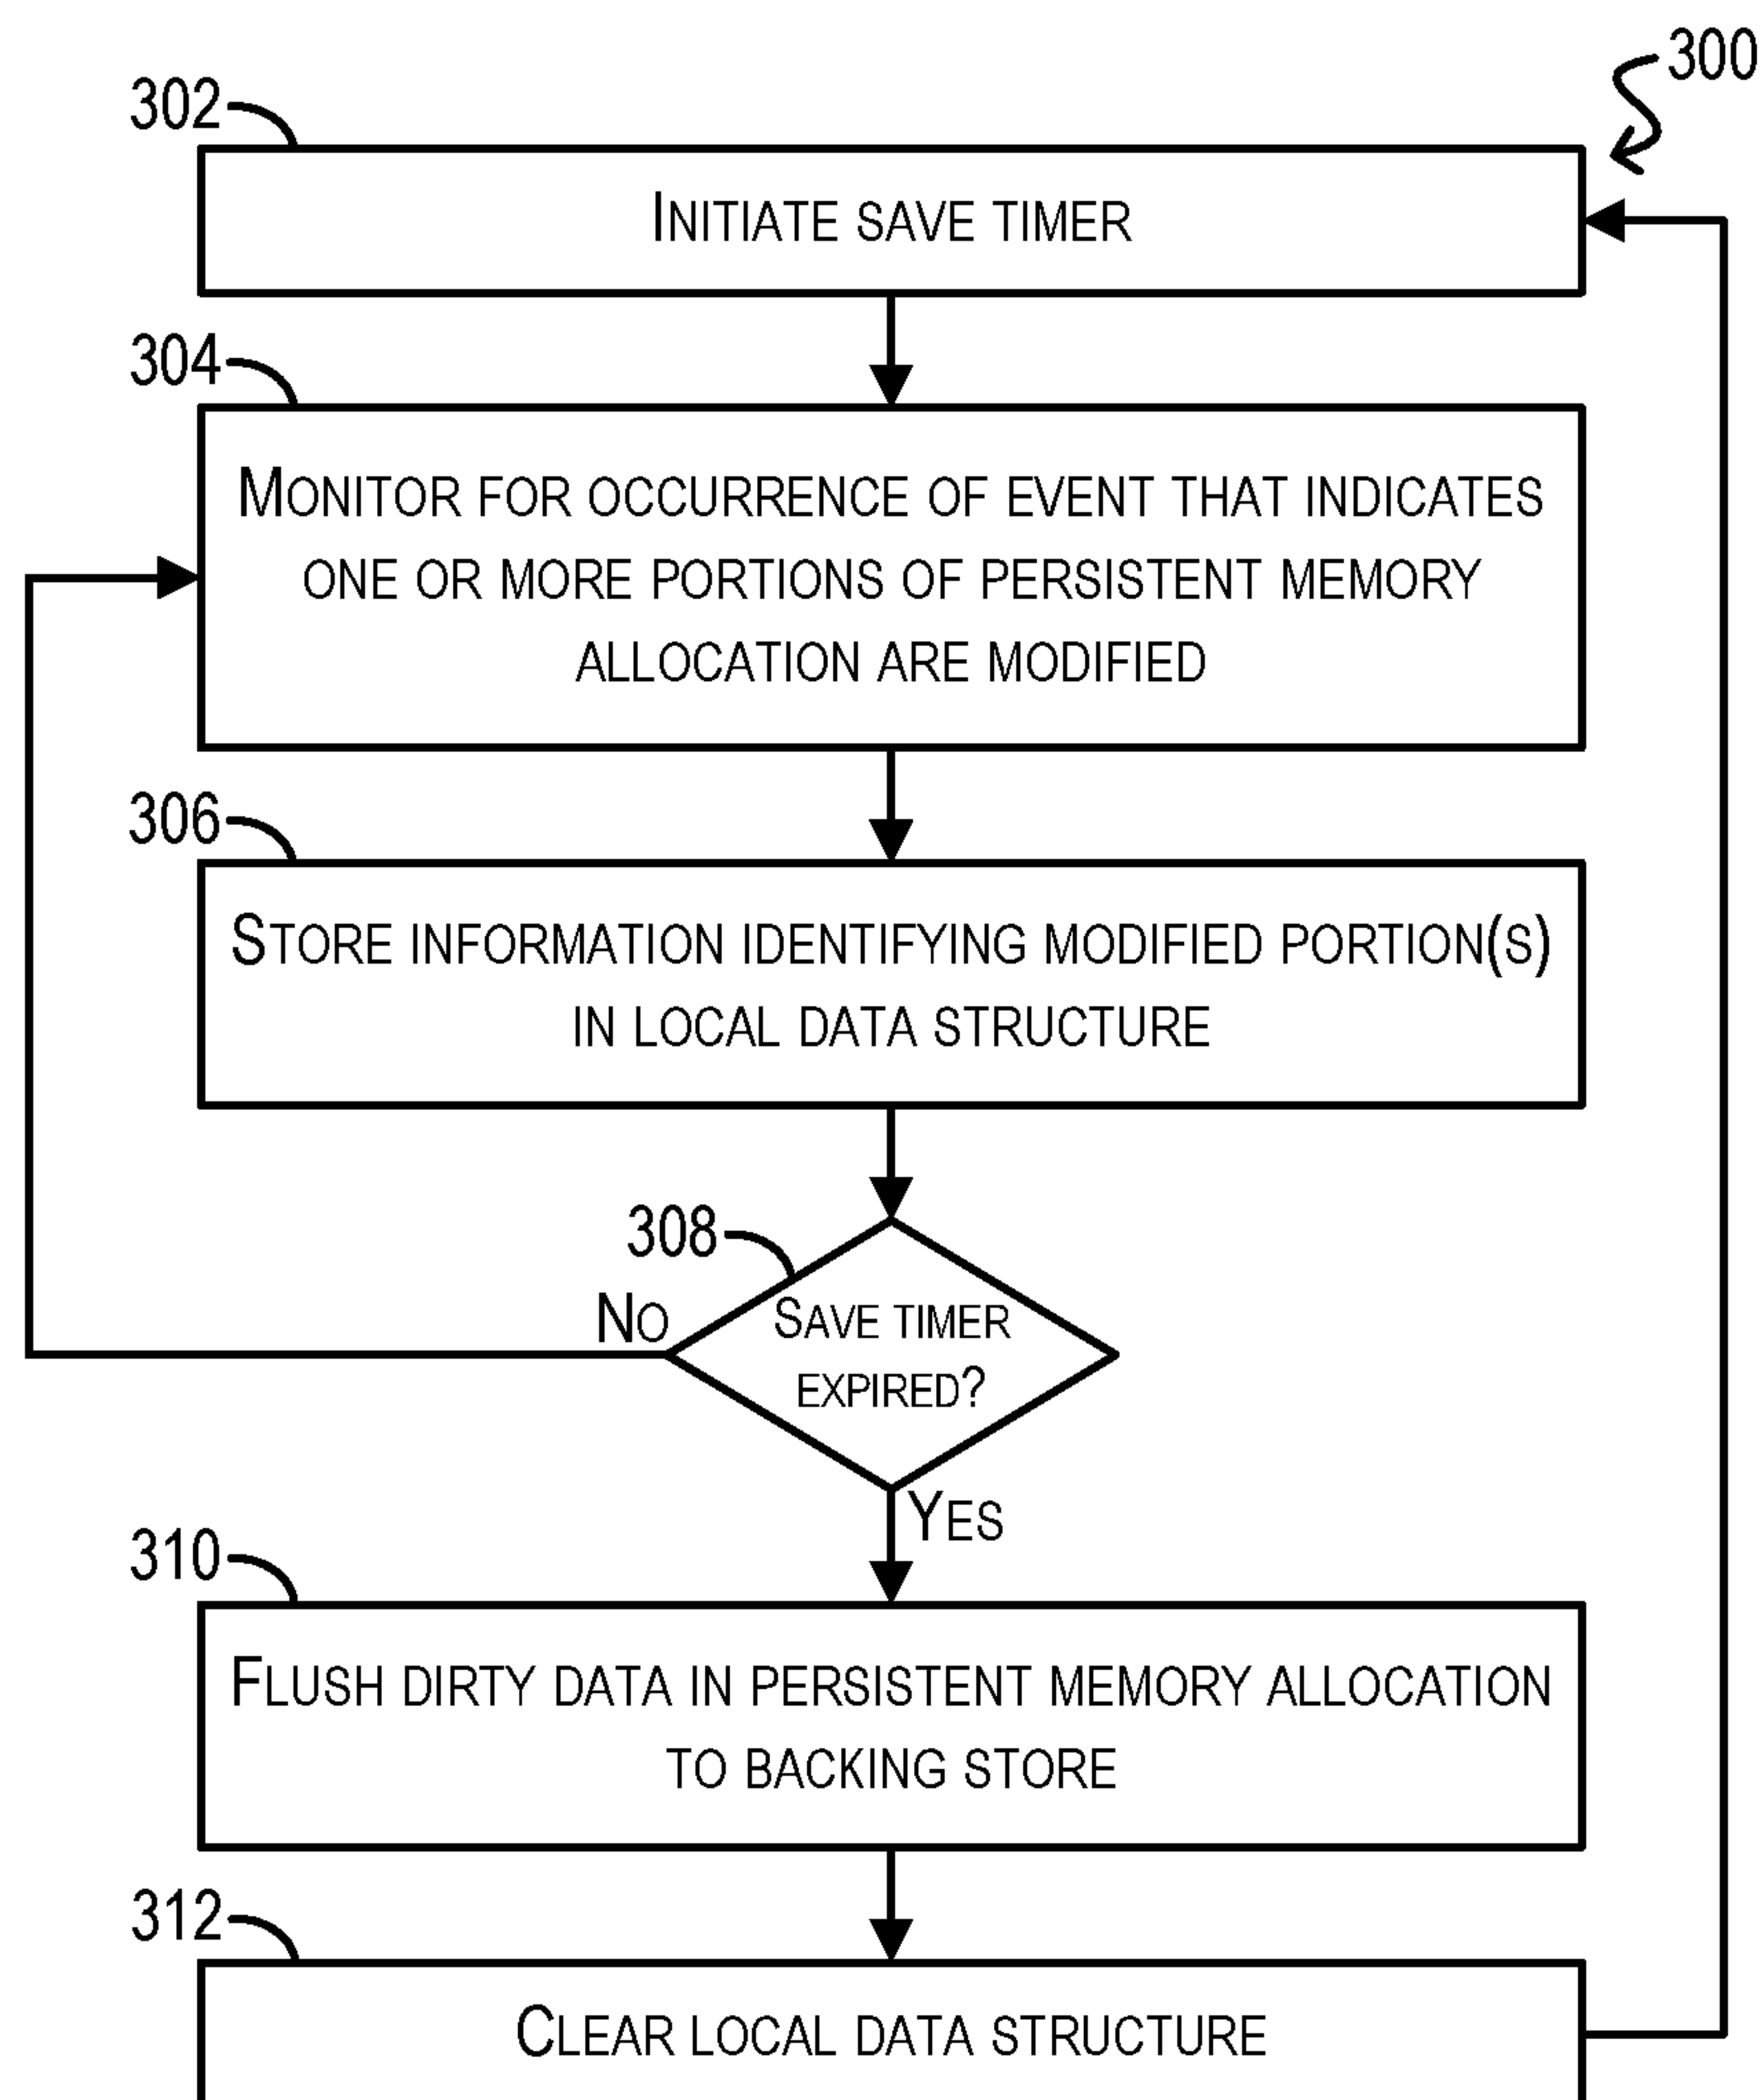 300
302
INITIATE SAVE TIMER
304
MONITOR FOR OCCURRENCE OF EVENT THAT INDICATES
ONE OR MORE PORTIONS OF PERSISTENT MEMORY
ALLOCATION ARE MODIFIED
306
STORE INFORMATION IDENTIFYING MODIFIED PORTION(S)
IN LOCAL DATA STRUCTURE
308
NO
SAVE TIMER
EXPIRED?
YES
310
FLUSH DIRTY DATA IN PERSISTENT MEMORY ALLOCATION
TO BACKING STORE
312
CLEAR LOCAL DATA STRUCTURE